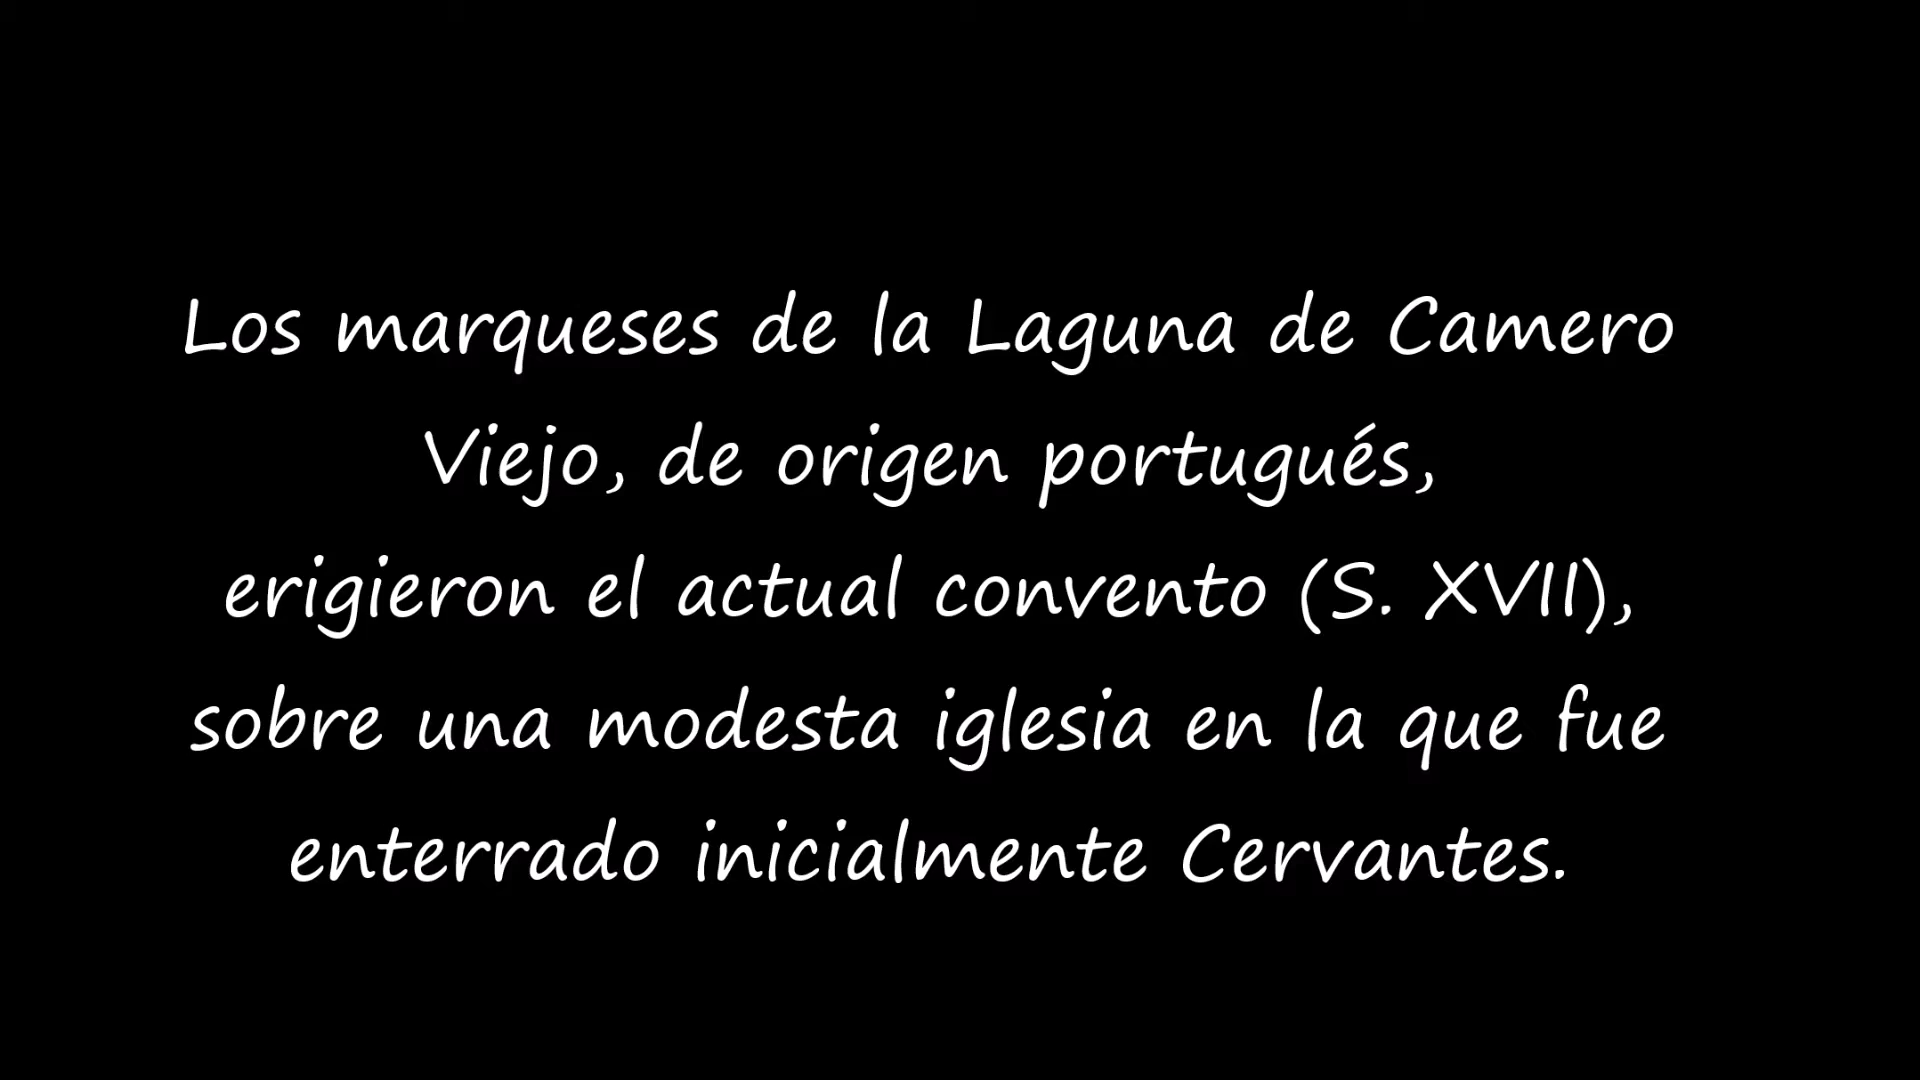 Los marqueses de la Laguna de Camero
Viejo, de origen portugués,
erigieron el actual convento (S. XVII),
sobre una modesta iglesia en la que fue
enterrado inicialmente Cervantes.